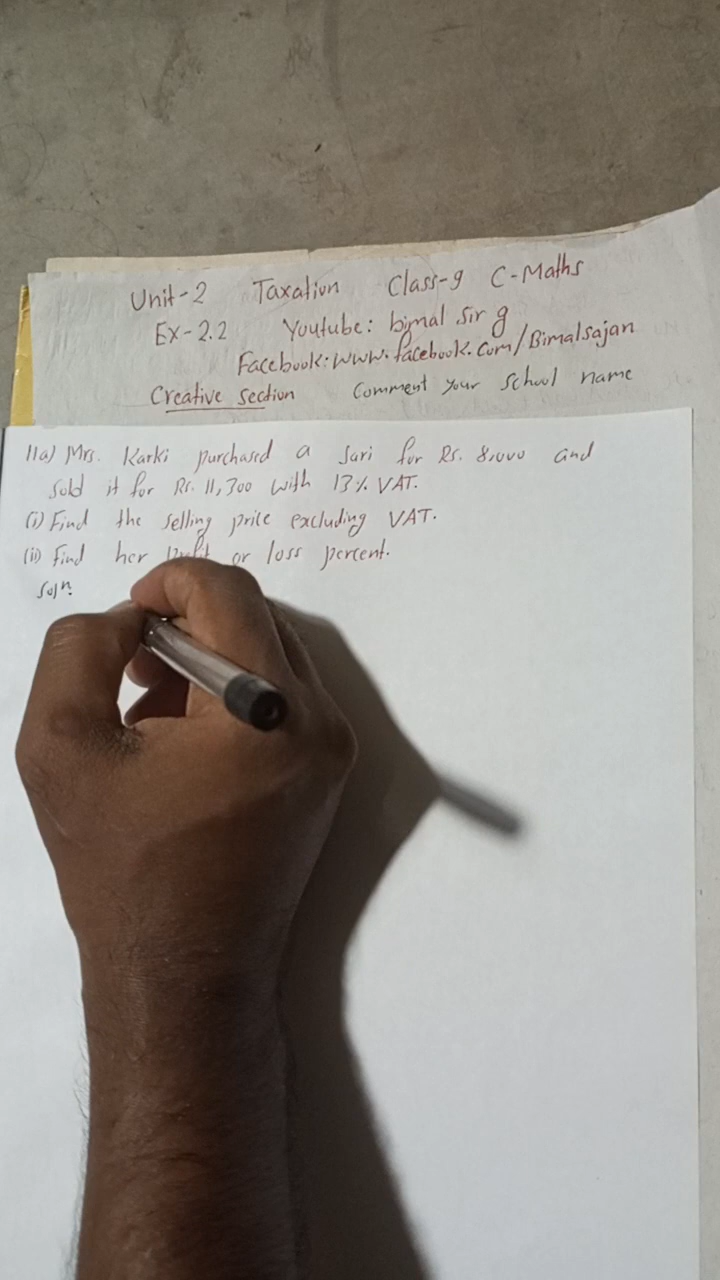 Unit-2 Taxation Class-9 C-Maths
Ex-2.2 Youtube: bimal sir g
Facebook:www.facebook.com/Bimalsajan
Creative section Comment your school name
11a) Mrs. Karki purchased a Sari for Rs. 8,000 and
sold it for Rs. 11,300 with 13% VAT.
(i) Find the selling price excluding VAT.
(ii) Find her profit or loss percent.
Soln: